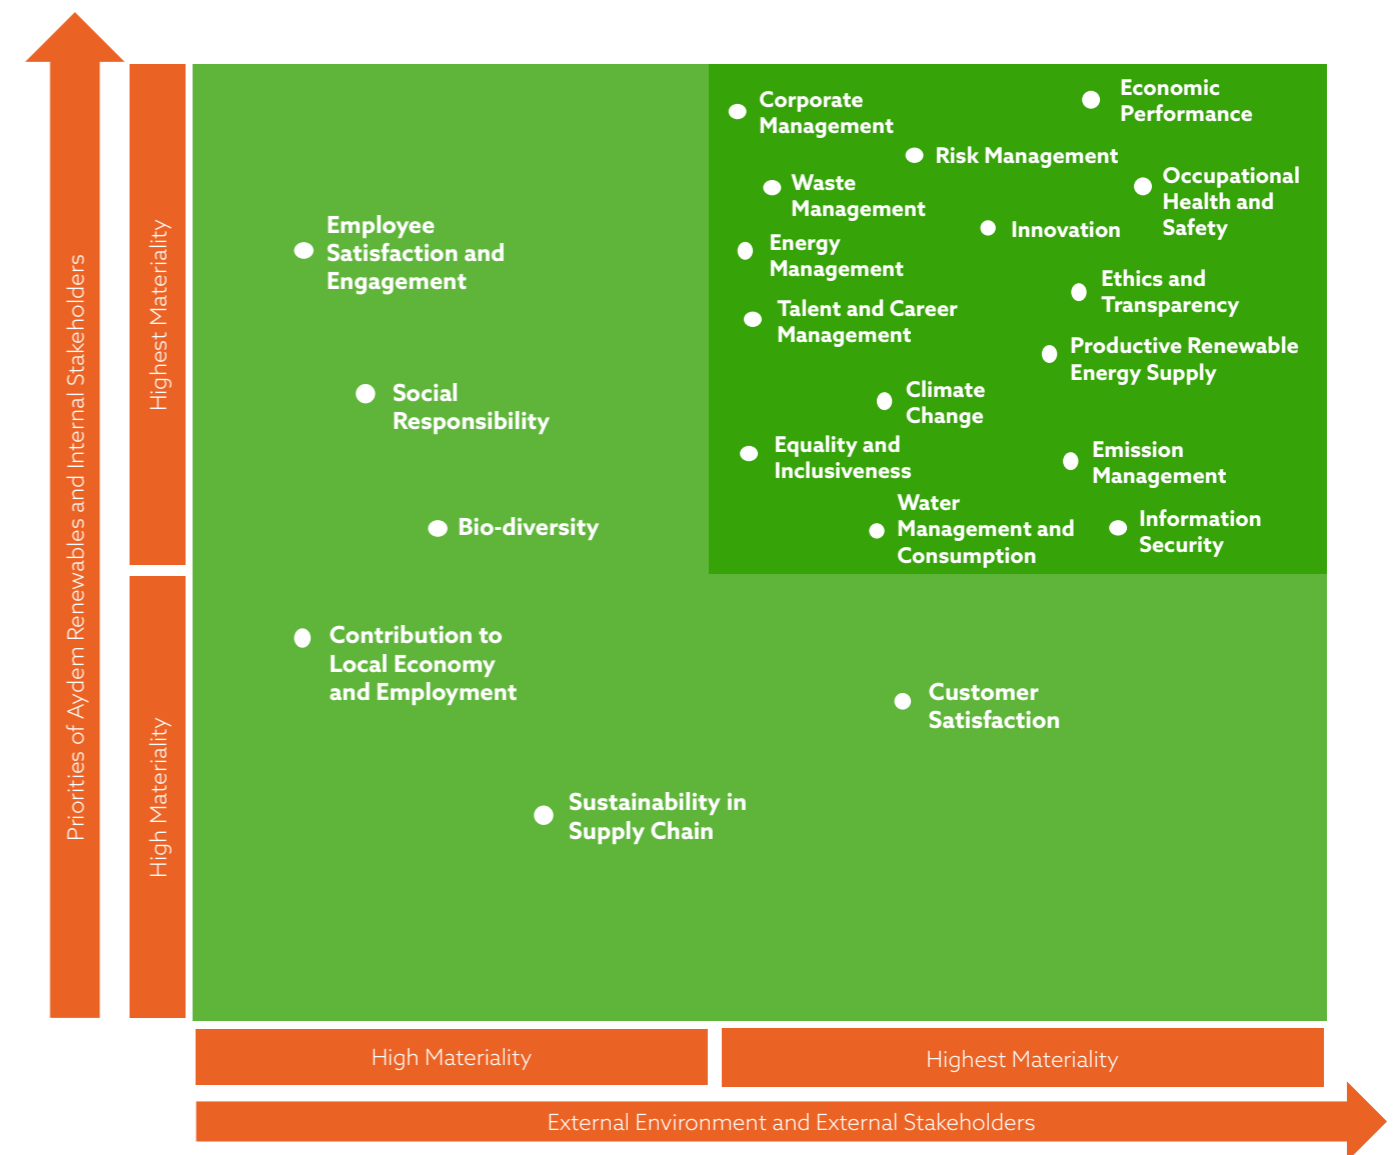 Priorities of Aydem Renewables and Internal Stakeholders
Highest Materiality
High Materiality
Employee
Satisfaction and
Engagement
Social
Responsibility
Bio-diversity
Corporate
Management
Economic
Performance
Risk Management
Waste
Management
Occupational
Health and
Safety
Innovation
Energy
Management
Ethics and
Transparency
Talent and Career
Management
Productive Renewable
Energy Supply
Climate
Change
Equality and
Inclusiveness
Emission
Management
Water
Management and
Consumption
Information
Security
Contribution to
Local Economy
and Employment
Customer
Satisfaction
Sustainability in
Supply Chain
High Materiality
Highest Materiality
External Environment and External Stakeholders